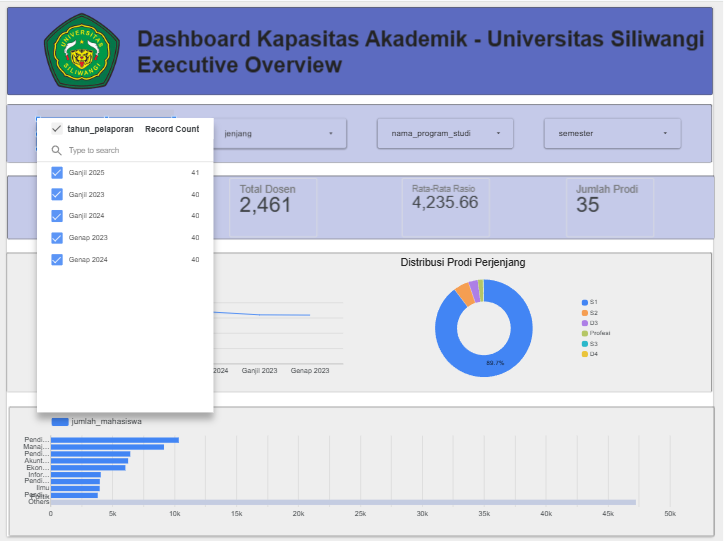 UNIVERSITAS
SILIWANGI
Dashboard Kapasitas Akademik - Universitas Siliwangi
Executive Overview
tahun_pelaporan Record Count
Type to search
Ganjil 2025 41
Ganjil 2023 40
Ganjil 2024 40
Genap 2023 40
Genap 2024 40
jenjang
nama_program_studi
semester
Total Dosen
2,461
Rata-Rata Rasio
4,235.66
Jumlah Prodi
35
2024 Ganjil 2023 Genap 2023
Distribusi Prodi Perjenjang
89.7%
S1
S2
D3
Profesi
S3
D4
jumlah_mahasiswa
Pendi...
Manaj...
Pendi...
Akunt...
Ekon...
Infor...
Pendi...
Ilmu
Politik
Pendi...
Others
0 5k 10k 15k 20k 25k 30k 35k 40k 45k 50k